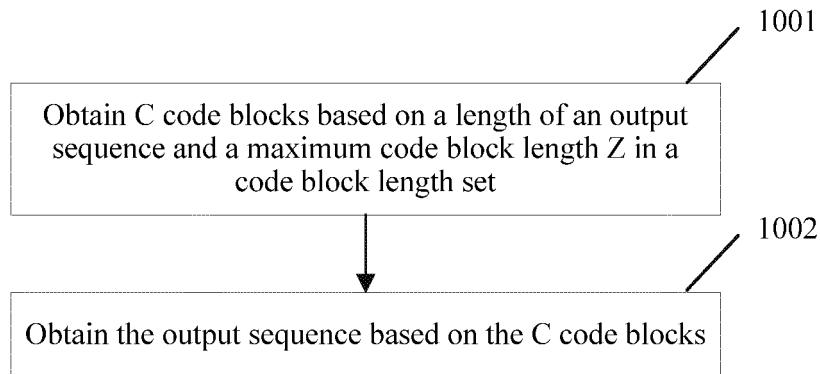 1001
Obtain C code blocks based on a length of an output
sequence and a maximum code block length Z in a
code block length set
1002
Obtain the output sequence based on the C code blocks